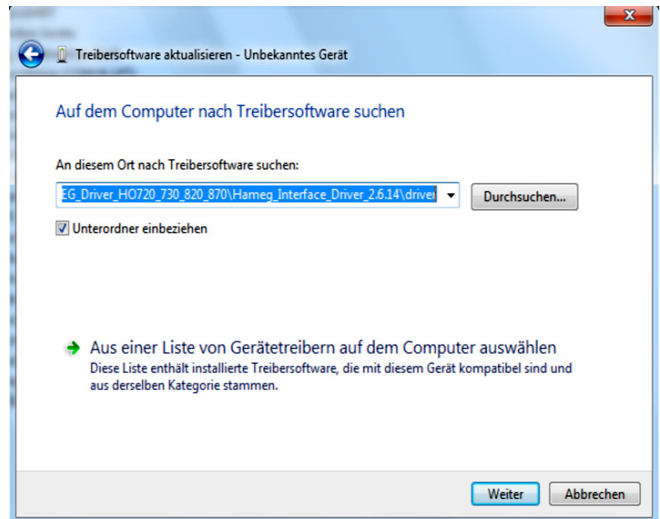 Treibersoftware aktualisieren - Unbekanntes Gerät
Auf dem Computer nach Treibersoftware suchen
An diesem Ort nach Treibersoftware suchen:
EG_Driver_HO720_730_820_870\Hameg_Interface_Driver_2.6.14\driver
Durchsuchen...
Unterordner einbeziehen
Aus einer Liste von Gerätetreibern auf dem Computer auswählen
Diese Liste enthält installierte Treibersoftware, die mit diesem Gerät kompatibel sind und
aus derselben Kategorie stammen.
Weiter
Abbrechen